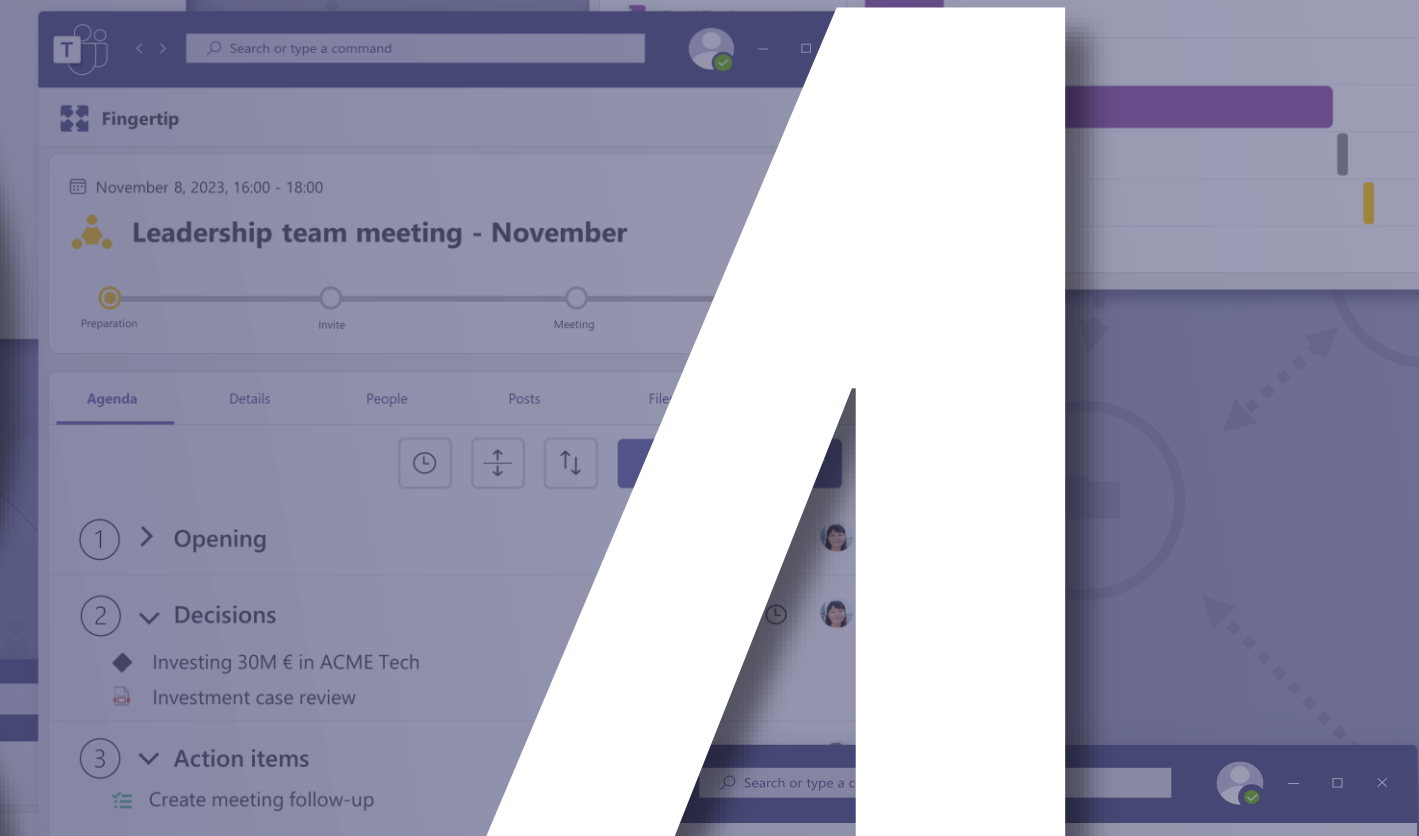 T
Search or type a command
Fingertip
November 8, 2023, 16:00 - 18:00
Leadership team meeting - November
Preparation
Invite
Meeting
Agenda
Details
People
Posts
1
Opening
2
Decisions
Investing 30M € in ACME Tech
Investment case review
3
Action items
Create meeting follow-up
Search or type a